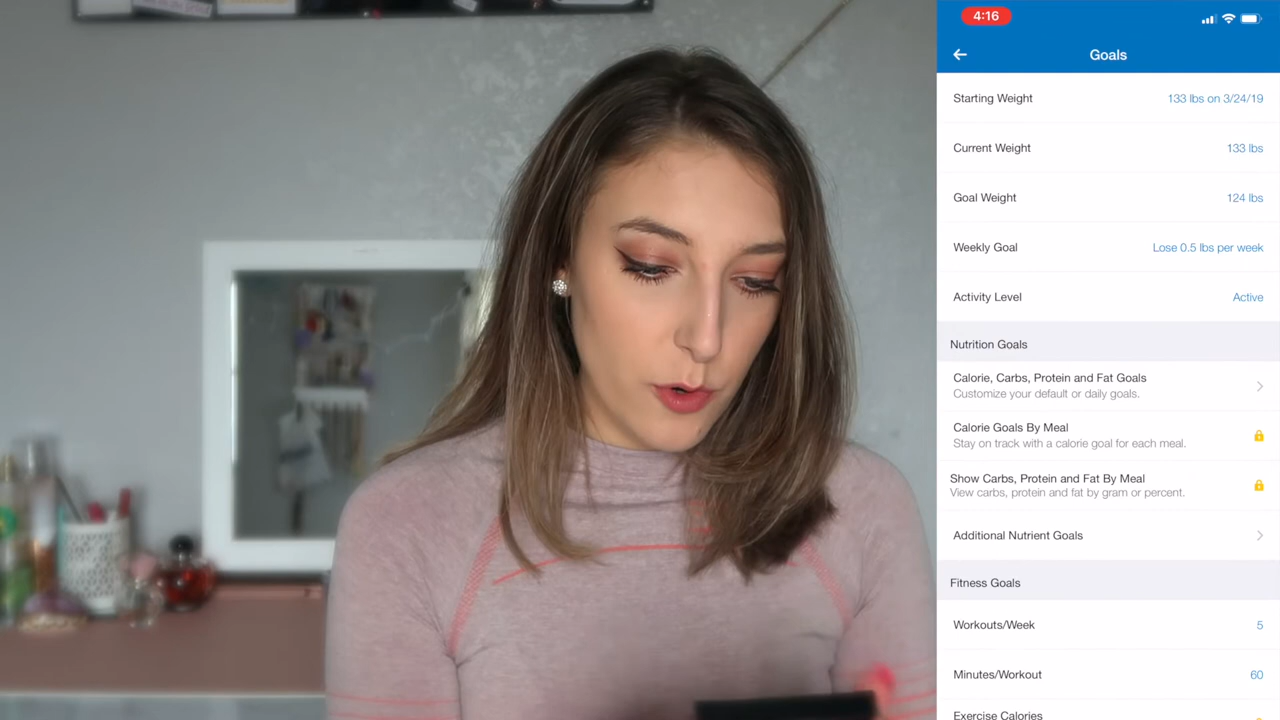 4:16
Goals
Starting Weight 133 lbs on 3/24/19
Current Weight 133 lbs
Goal Weight 124 lbs
Weekly Goal Lose 0.5 lbs per week
Activity Level Active
Nutrition Goals
Calorie, Carbs, Protein and Fat Goals
Customize your default or daily goals.
Calorie Goals By Meal
Stay on track with a calorie goal for each meal.
Show Carbs, Protein and Fat By Meal
View carbs, protein and fat by gram or percent.
Additional Nutrient Goals
Fitness Goals
Workouts/Week 5
Minutes/Workout 60
Exercise Calories